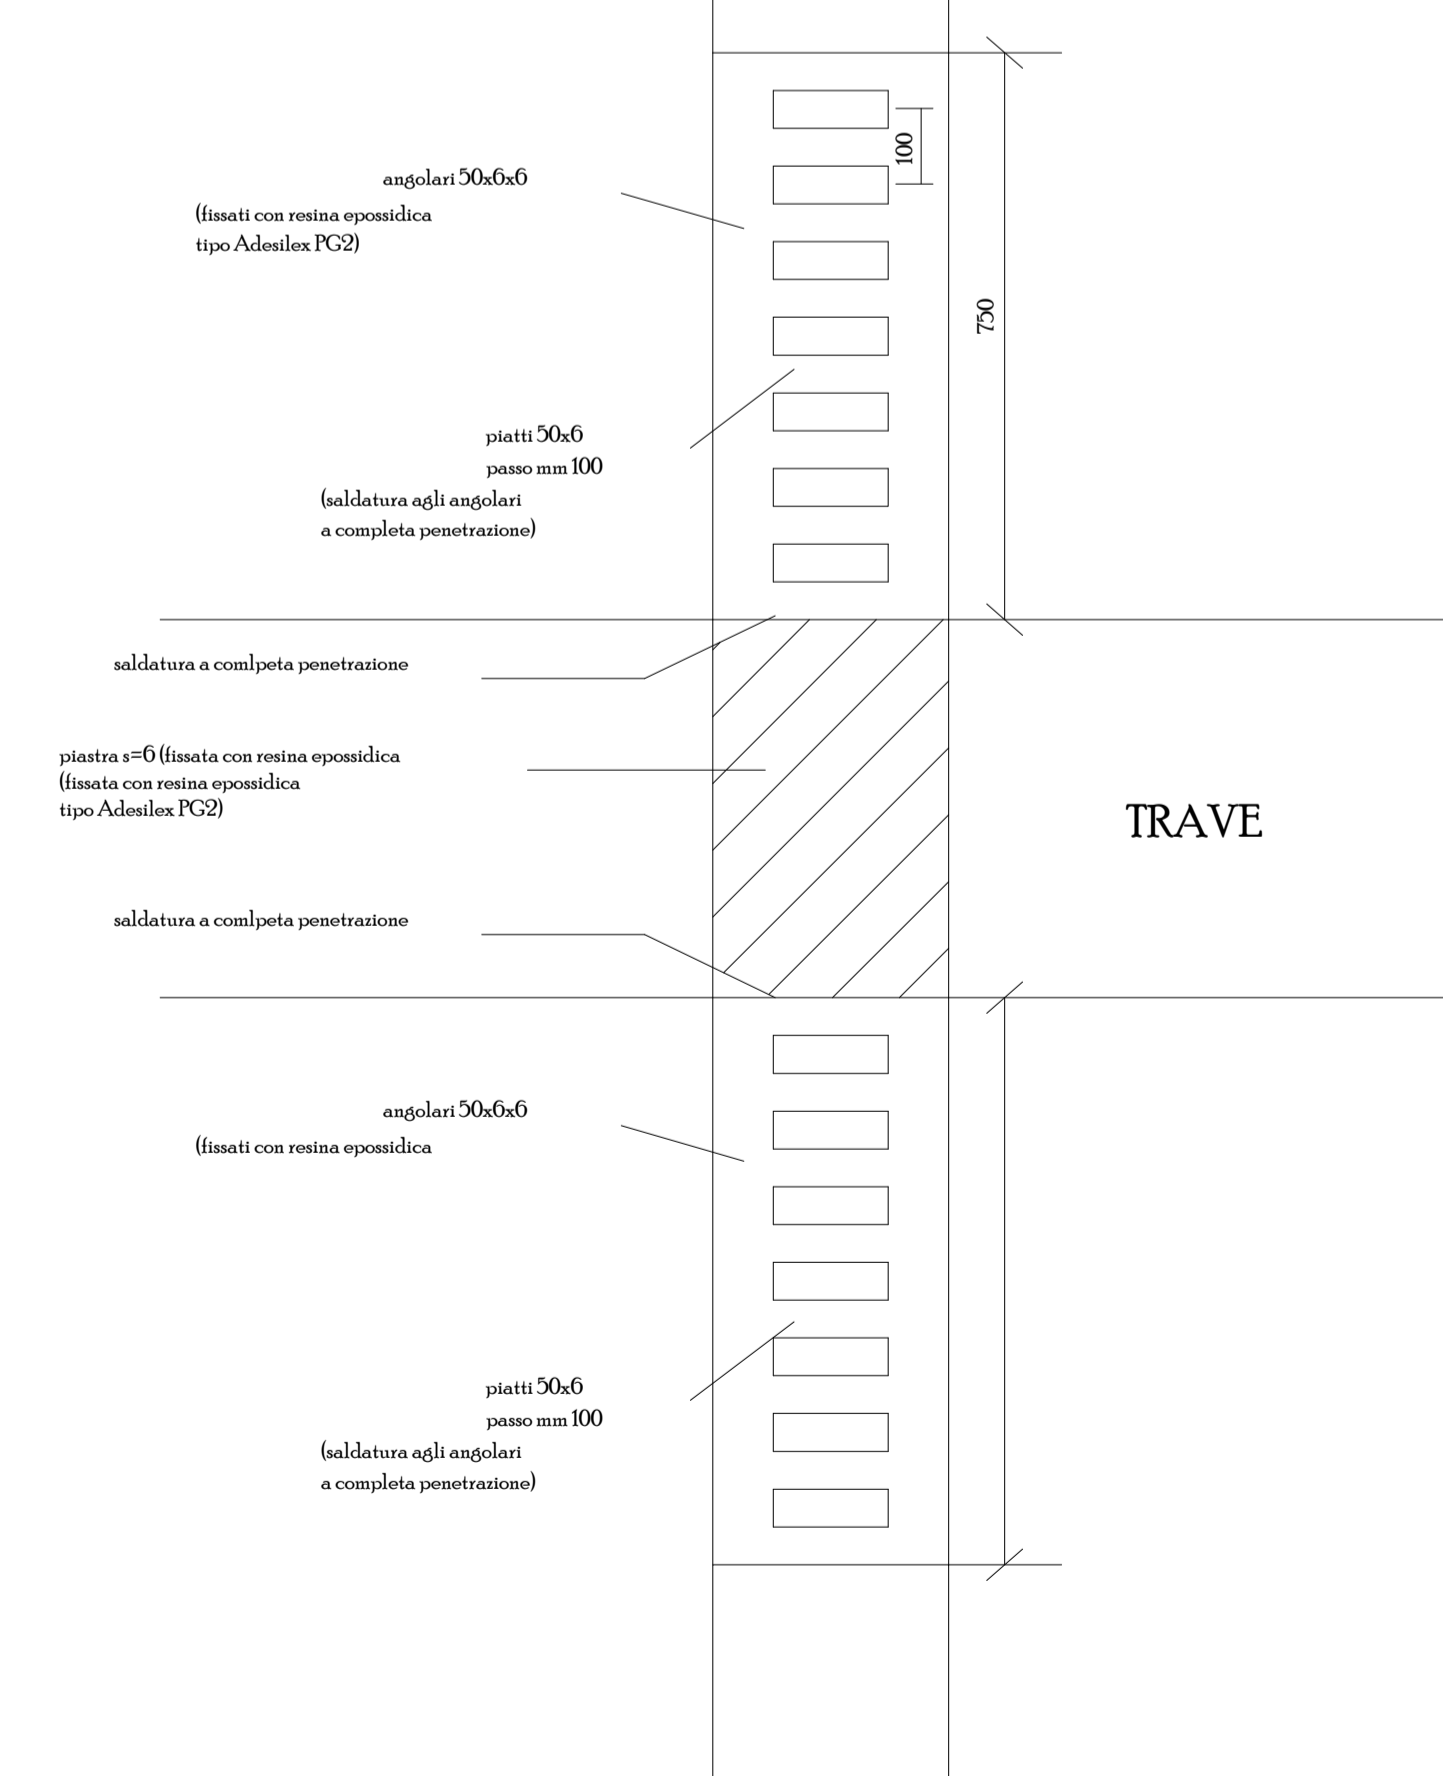 100
angolari 50x6x6
(fissati con resina epossidica
tipo Adesilex PG2)
750
piatti 50x6
passo mm 100
(saldatura agli angolari
a completa penetrazione)
saldatura a comlpeta penetrazione
piastra s=6 (fissata con resina epossidica
(fissata con resina epossidica
tipo Adesilex PG2)
TRAVE
saldatura a comlpeta penetrazione
angolari 50x6x6
(fissati con resina epossidica
piatti 50x6
passo mm 100
(saldatura agli angolari
a completa penetrazione)